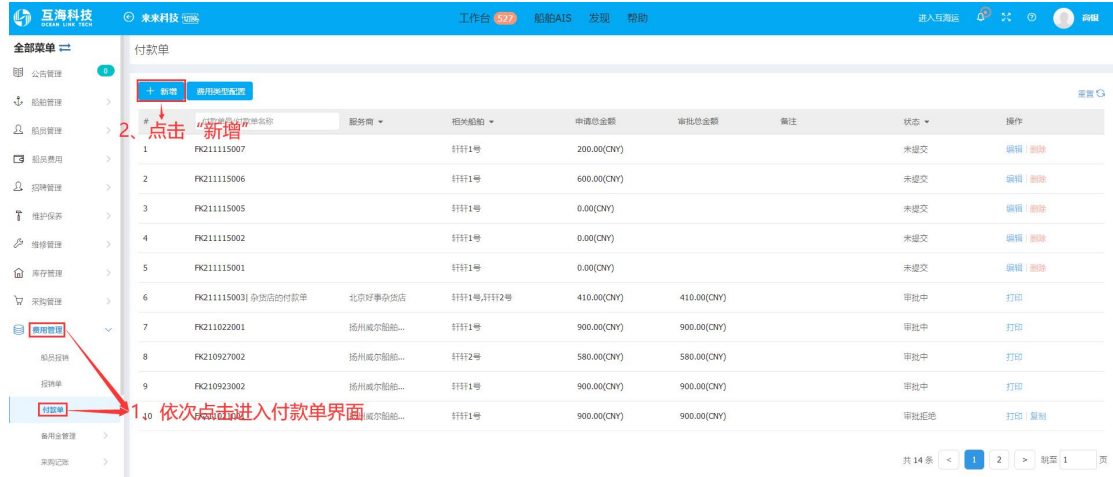 互海科技 OCEAN LINK TECH 来来科技 工作台 527 船舶AIS 发现 帮助 进入互海运
全部菜单
付款单
公告管理 0
+ 新增 费用类型配置 重置
船舶管理
# 付款单号/付款单名称 服务商 相关船舶 申请总金额 审批总金额 备注 状态 操作
2、点击“新增”
船员管理
1 FK211115007 轩轩1号 200.00(CNY) 未提交 编辑 | 删除
船员费用
2 FK211115006 轩轩1号 600.00(CNY) 未提交 编辑 | 删除
招聘管理
3 FK211115005 轩轩1号 0.00(CNY) 未提交 编辑 | 删除
维护保养
4 FK211115002 轩轩1号 0.00(CNY) 未提交 编辑 | 删除
维修管理
5 FK211115001 轩轩1号 0.00(CNY) 未提交 编辑 | 删除
库存管理
6 FK211115003| 杂货店的付款单 北京好事杂货店 轩轩1号,轩轩2号 410.00(CNY) 410.00(CNY) 审批中 打印
采购管理
7 FK211022001 扬州威尔船舶... 轩轩1号 900.00(CNY) 900.00(CNY) 审批中 打印
费用管理
8 FK210927002 扬州威尔船舶... 轩轩2号 580.00(CNY) 580.00(CNY) 审批中 打印
船员报销
9 FK210923002 扬州威尔船舶... 轩轩1号 900.00(CNY) 900.00(CNY) 审批中 打印
报销单
付款单
1、依次点击进入付款单界面
10 威尔船舶... 轩轩1号 900.00(CNY) 900.00(CNY) 审批拒绝 打印 | 复制
备用金管理
采购记账
共 14 条 < 1 2 > 跳至 1 页